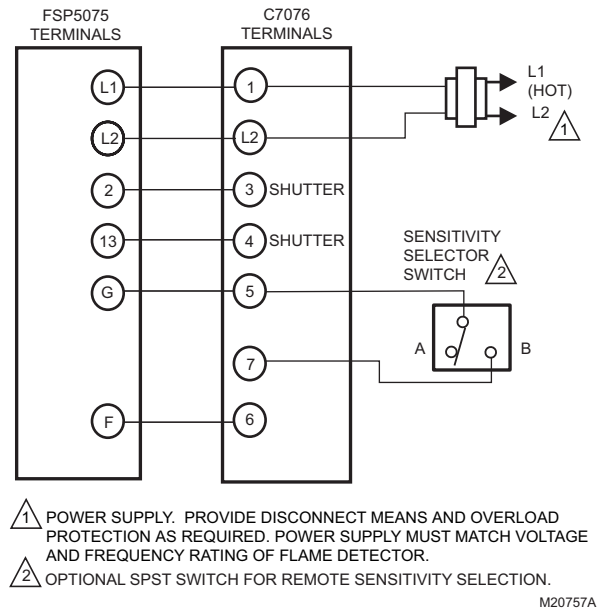 FSP5075
TERMINALS
C7076
TERMINALS
L1
1
L1
(HOT)
L2
L2
L2
1
2
3
SHUTTER
13
4
SHUTTER
SENSITIVITY
SELECTOR
SWITCH
2
G
5
A
B
7
F
6
1
POWER SUPPLY. PROVIDE DISCONNECT MEANS AND OVERLOAD
PROTECTION AS REQUIRED. POWER SUPPLY MUST MATCH VOLTAGE
AND FREQUENCY RATING OF FLAME DETECTOR.
2
OPTIONAL SPST SWITCH FOR REMOTE SENSITIVITY SELECTION.
M20757A